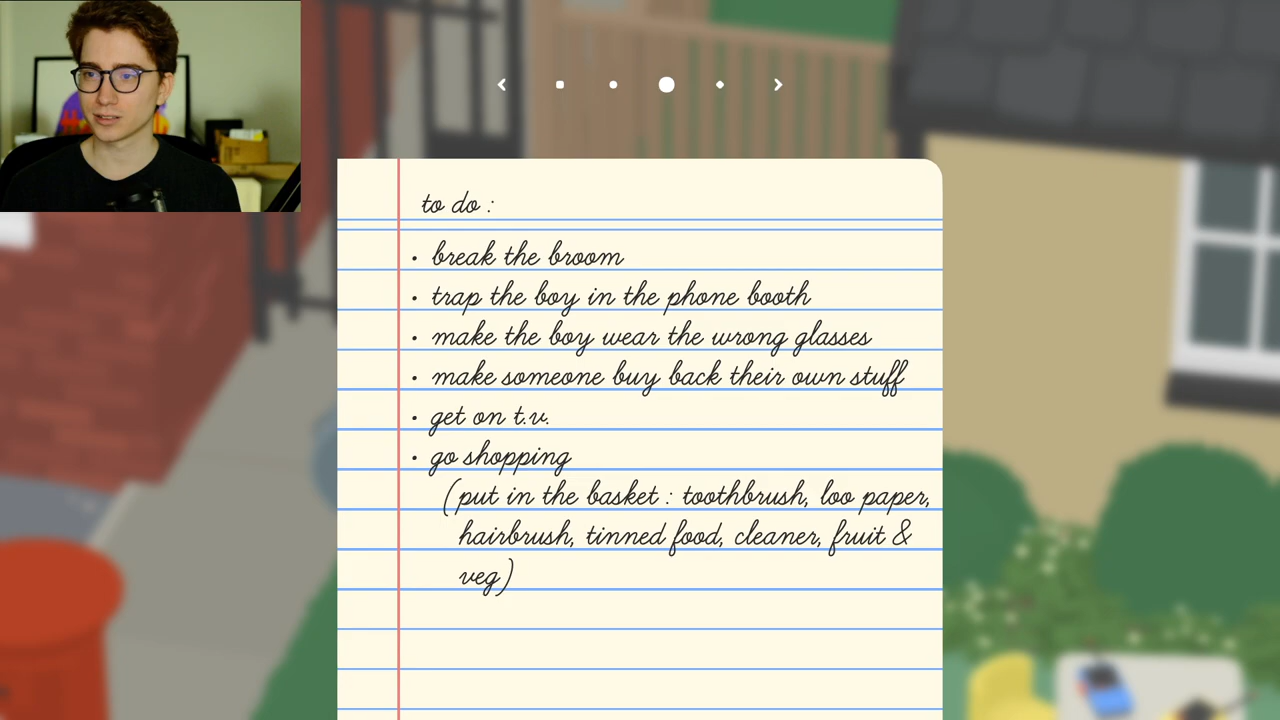 to do :
• break the broom
• trap the boy in the phone booth
• make the boy wear the wrong glasses
• make someone buy back their own stuff
• get on t.v.
• go shopping
(put in the basket : toothbrush, loo paper,
hairbrush, tinned food, cleaner, fruit &
veg)